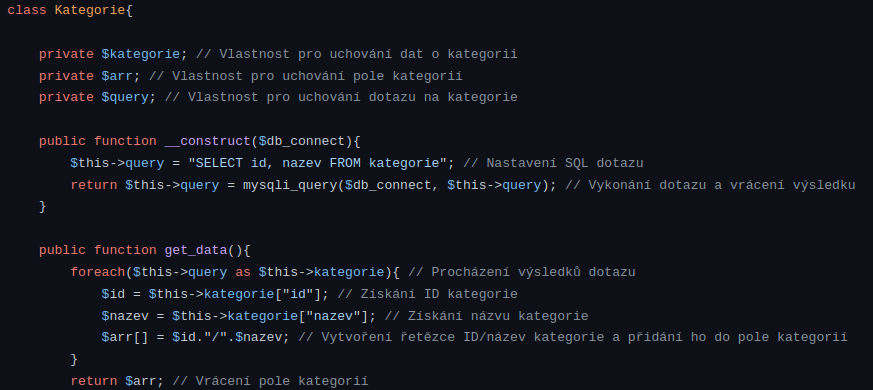 class Kategorie{
private $kategorie; // Vlastnost pro uchování dat o kategorii
private $arr; // Vlastnost pro uchování pole kategorií
private $query; // Vlastnost pro uchování dotazu na kategorie
public function __construct($db_connect){
$this->query = "SELECT id, nazev FROM kategorie"; // Nastavení SQL dotazu
return $this->query = mysqli_query($db_connect, $this->query); // Vykonání dotazu a vrácení výsledku
}
public function get_data(){
foreach($this->query as $this->kategorie){ // Procházení výsledků dotazu
$id = $this->kategorie["id"]; // Získání ID kategorie
$nazev = $this->kategorie["nazev"]; // Získání názvu kategorie
$arr[] = $id."/".$nazev; // Vytvoření řetězce ID/název kategorie a přidání ho do pole kategorií
}
return $arr; // Vrácení pole kategorií